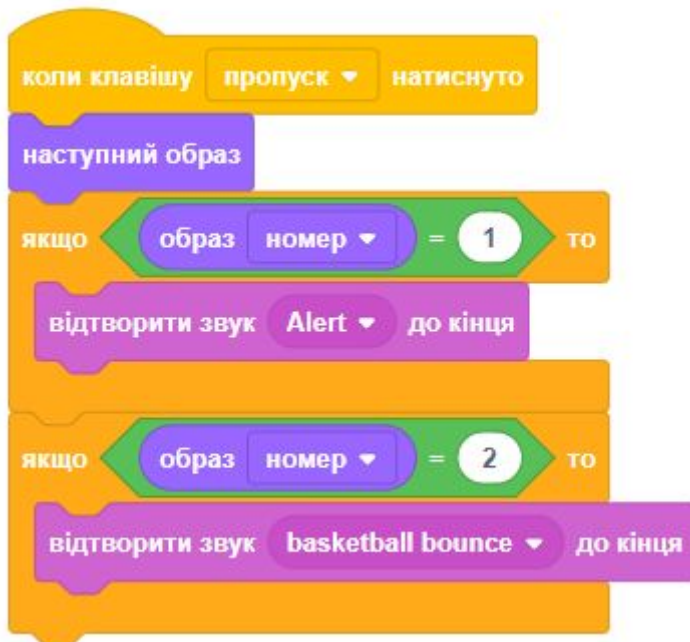 коли клавішу пропуск натиснуто
наступний образ
якщо образ номер = 1 то
відтворити звук Alert до кінця
якщо образ номер = 2 то
відтворити звук basketball bounce до кінця